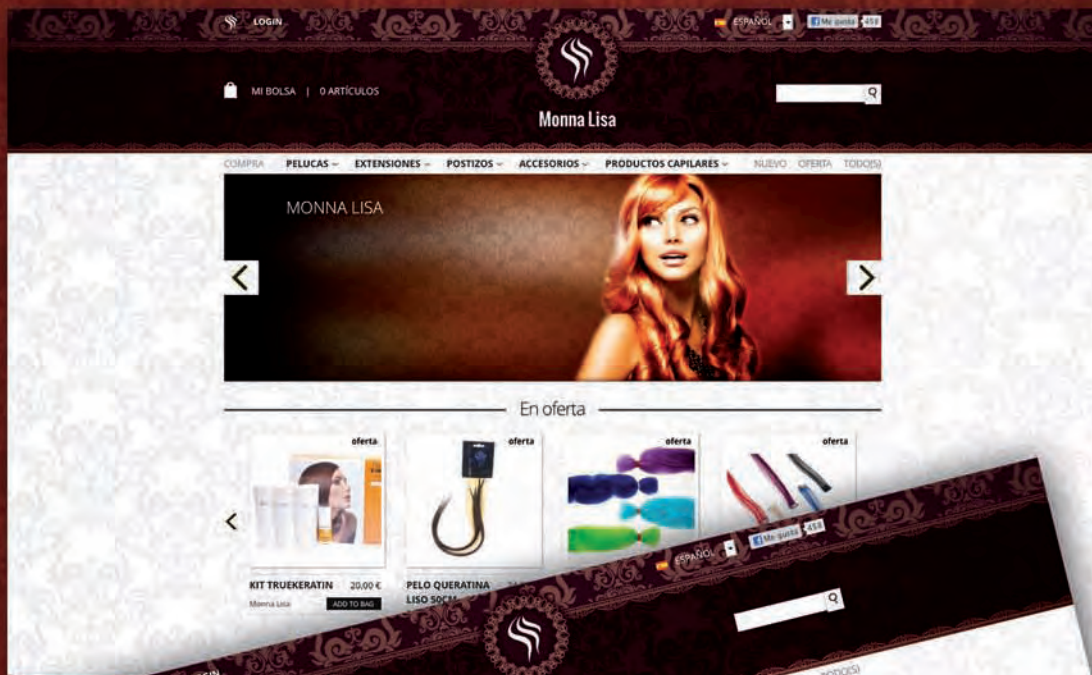 LOGIN
ESPAÑOL
Me gusta 458
MI BOLSA | 0 ARTÍCULOS
Monna Lisa
COMPRA PELUCAS EXTENSIONES POSTIZOS ACCESORIOS PRODUCTOS CAPILARES NUEVO OFERTA TODO(S)
MONNA LISA
En oferta
oferta oferta oferta oferta
KIT TRUEKERATIN 20,00 €
Monna Lisa ADD TO BAG
PELO QUERATINA
LISO 50CM
ESPAÑOL
Me gusta 458
TODO(S)